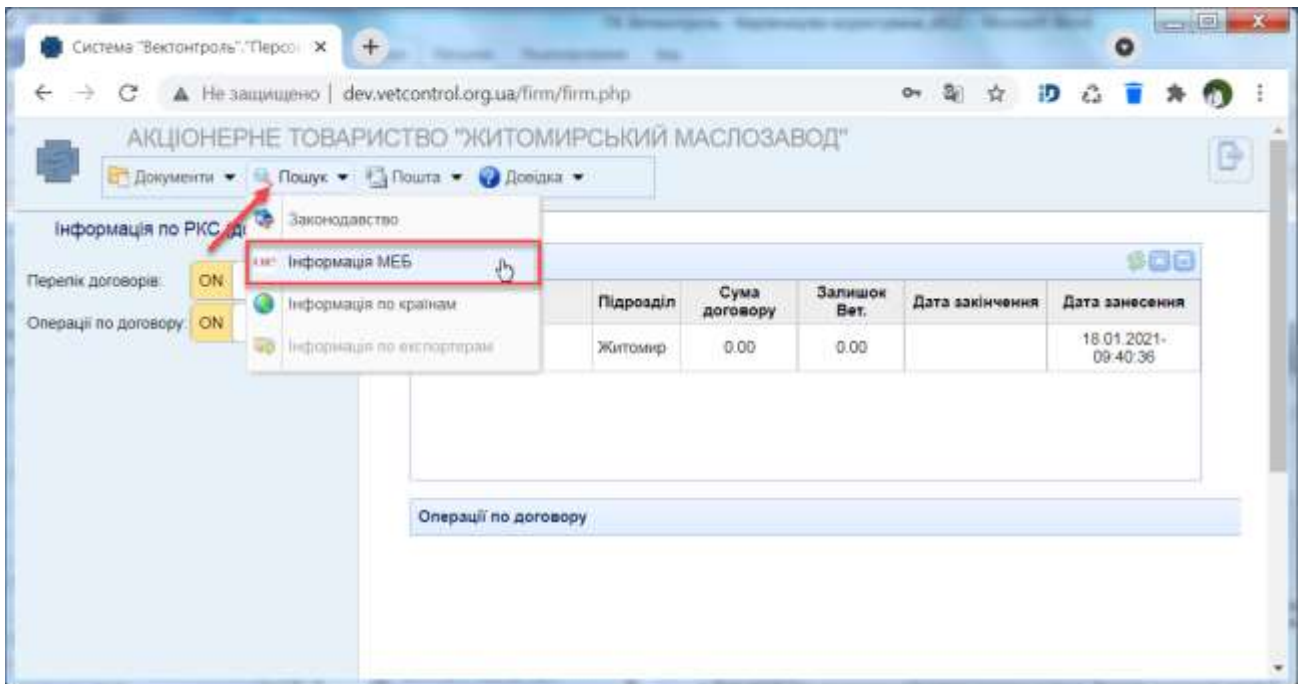 Система "Вектонтроль"."Персо
Не защищено | dev.vetcontrol.org.ua/firm/firm.php
АКЦІОНЕРНЕ ТОВАРИСТВО "ЖИТОМИРСЬКИЙ МАСЛОЗАВОД"
Документи Пошук Пошта Довідка
Інформація по РКС
Законодавство
Інформація МЕБ
Інформація по країнам
Інформація по експортерам
Перелік договорів: ON
Операції по договору: ON
Підрозділ Сума договору Залишок Вет. Дата закінчення Дата занесення
Житомир 0.00 0.00 18.01.2021-
09:40:36
Операції по договору